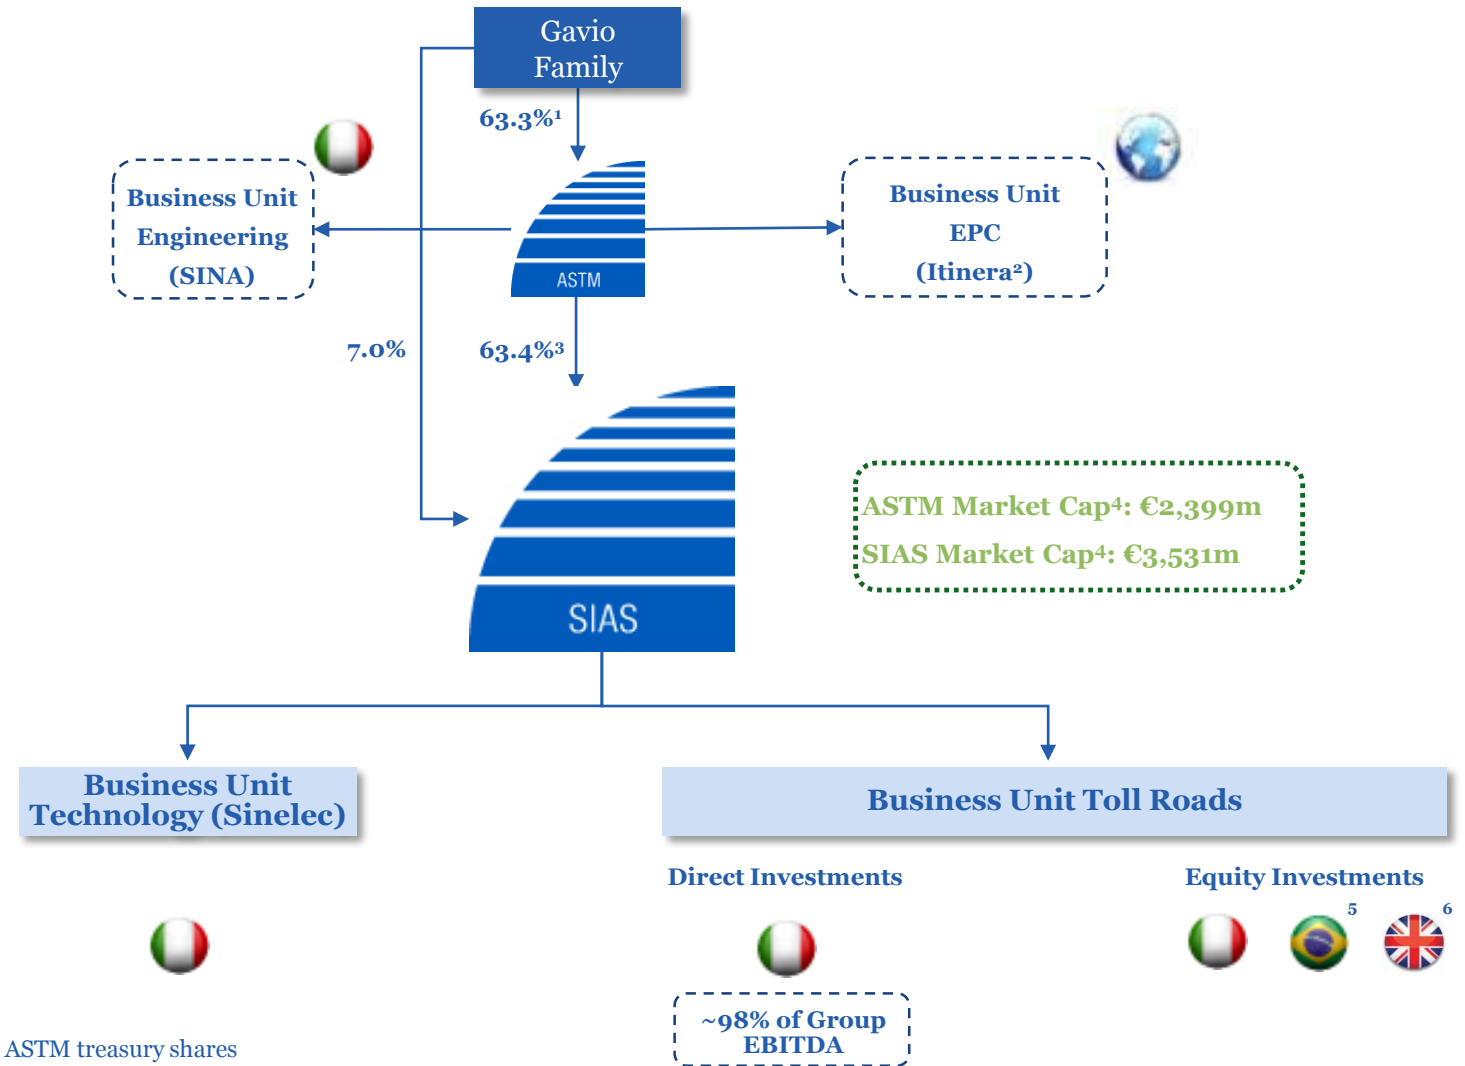 Gavio
Family
63.3%¹
Business Unit
Engineering
(SINA)
ASTM
Business Unit
EPC
(Itinera²)
7.0%
63.4%³
SIAS
ASTM Market Cap⁴: €2,399m
SIAS Market Cap⁴: €3,531m
Business Unit
Technology (Sinelec)
Business Unit Toll Roads
Direct Investments
Equity Investments
5
6
~98% of Group
EBITDA
ASTM treasury shares